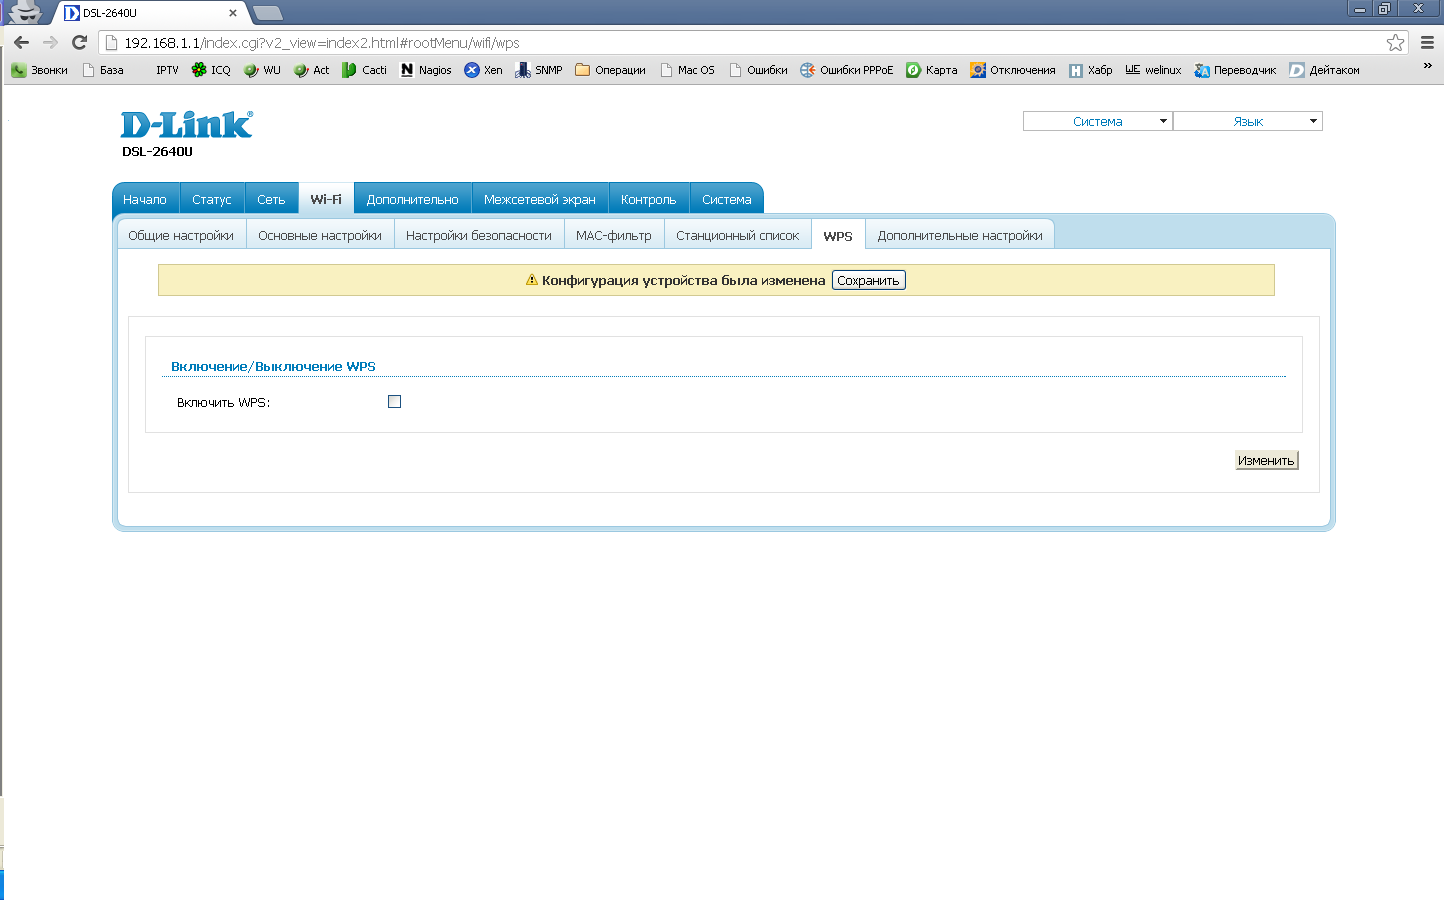 DSL-2640U
192.168.1.1/index.cgi?v2_view=index2.html#rootMenu/wifi/wps
Звонки База IPTV ICQ WU Act Cacti Nagios Xen SNMP Операции Mac OS Ошибки Ошибки PPPoE Карта Отключения Хабр welinux Переводчик Дейтаком »
D-Link®
DSL-2640U
Система Язык
Начало Статус Сеть Wi-Fi Дополнительно Межсетевой экран Контроль Система
Общие настройки Основные настройки Настройки безопасности MAC-фильтр Станционный список WPS Дополнительные настройки
Конфигурация устройства была изменена Сохранить
Включение/Выключение WPS
Включить WPS:
Изменить